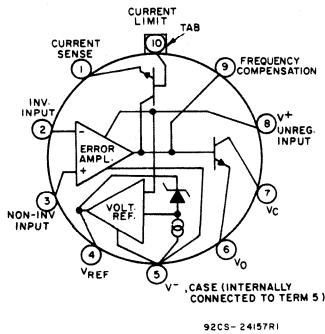 CURRENT
LIMIT
TAB
10
CURRENT
SENSE
1
9
FREQUENCY
COMPENSATION
INV.
INPUT
2
8
V+
UNREG.
INPUT
-
ERROR
AMPL.
+
3
NON-INV
INPUT
7
VC
VOLT.
REF.
4
VREF
5
6
VO
V-, CASE (INTERNALLY
CONNECTED TO TERM 5)
92CS-24157R1